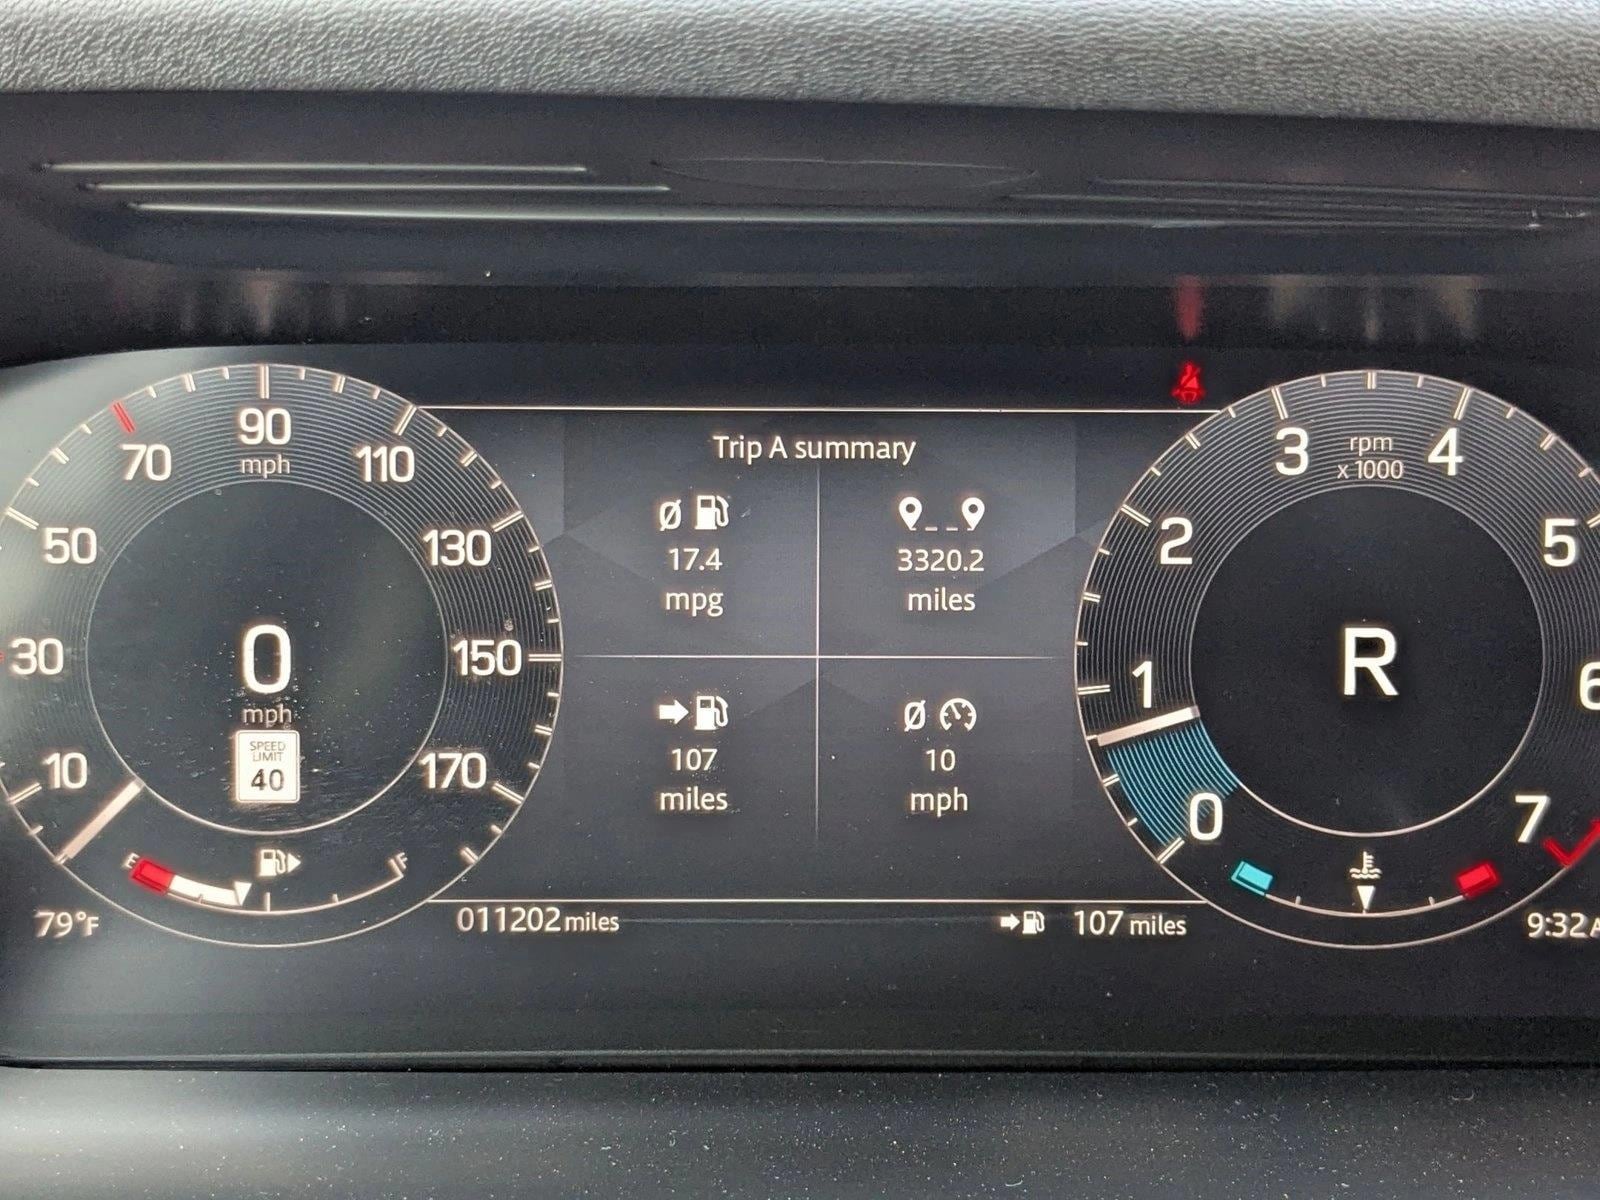 90
mph
70
110
50
130
30
150
10
170
0
mph
SPEED
LIMIT
40
E
F
79°F
Trip A summary
Ø
17.4
mpg
3320.2
miles
107
miles
Ø
10
mph
011202 miles
107 miles
3
rpm
x 1000
4
2
5
1
6
0
7
R
9:32